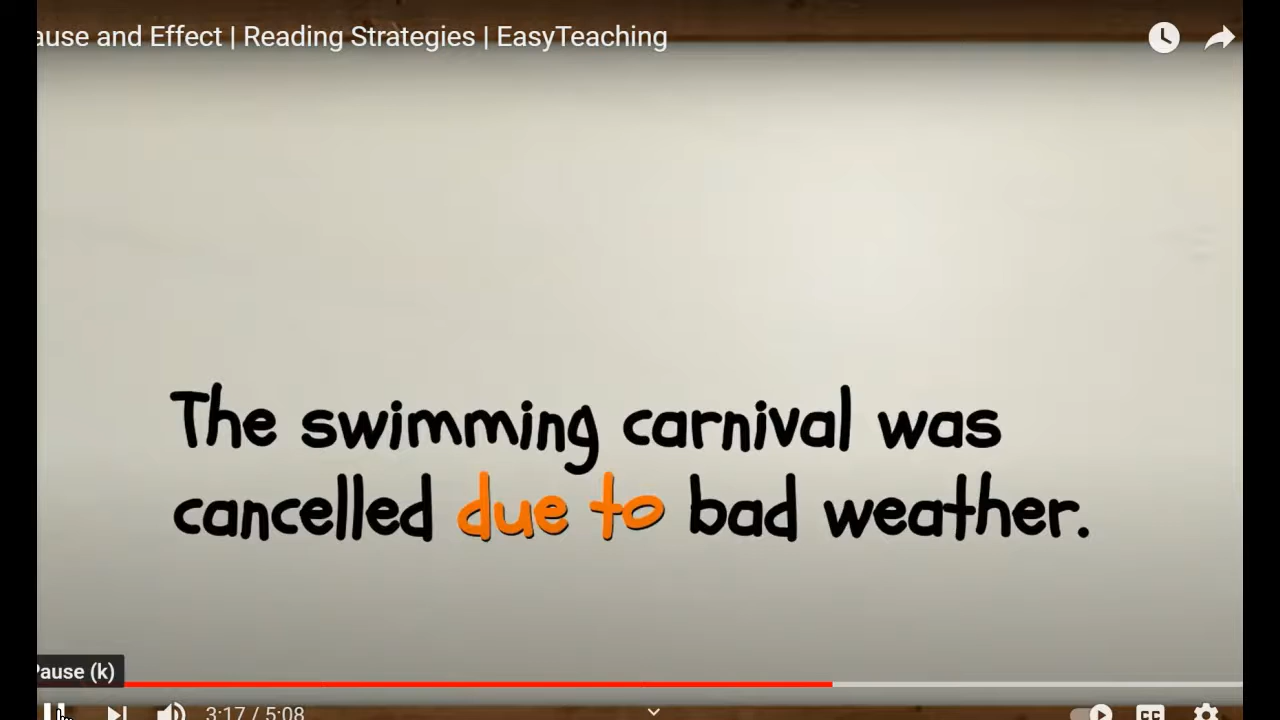 ause and Effect | Reading Strategies | EasyTeaching
The swimming carnival was
cancelled due to bad weather.
Pause (k)
3:17 / 5:08
CC